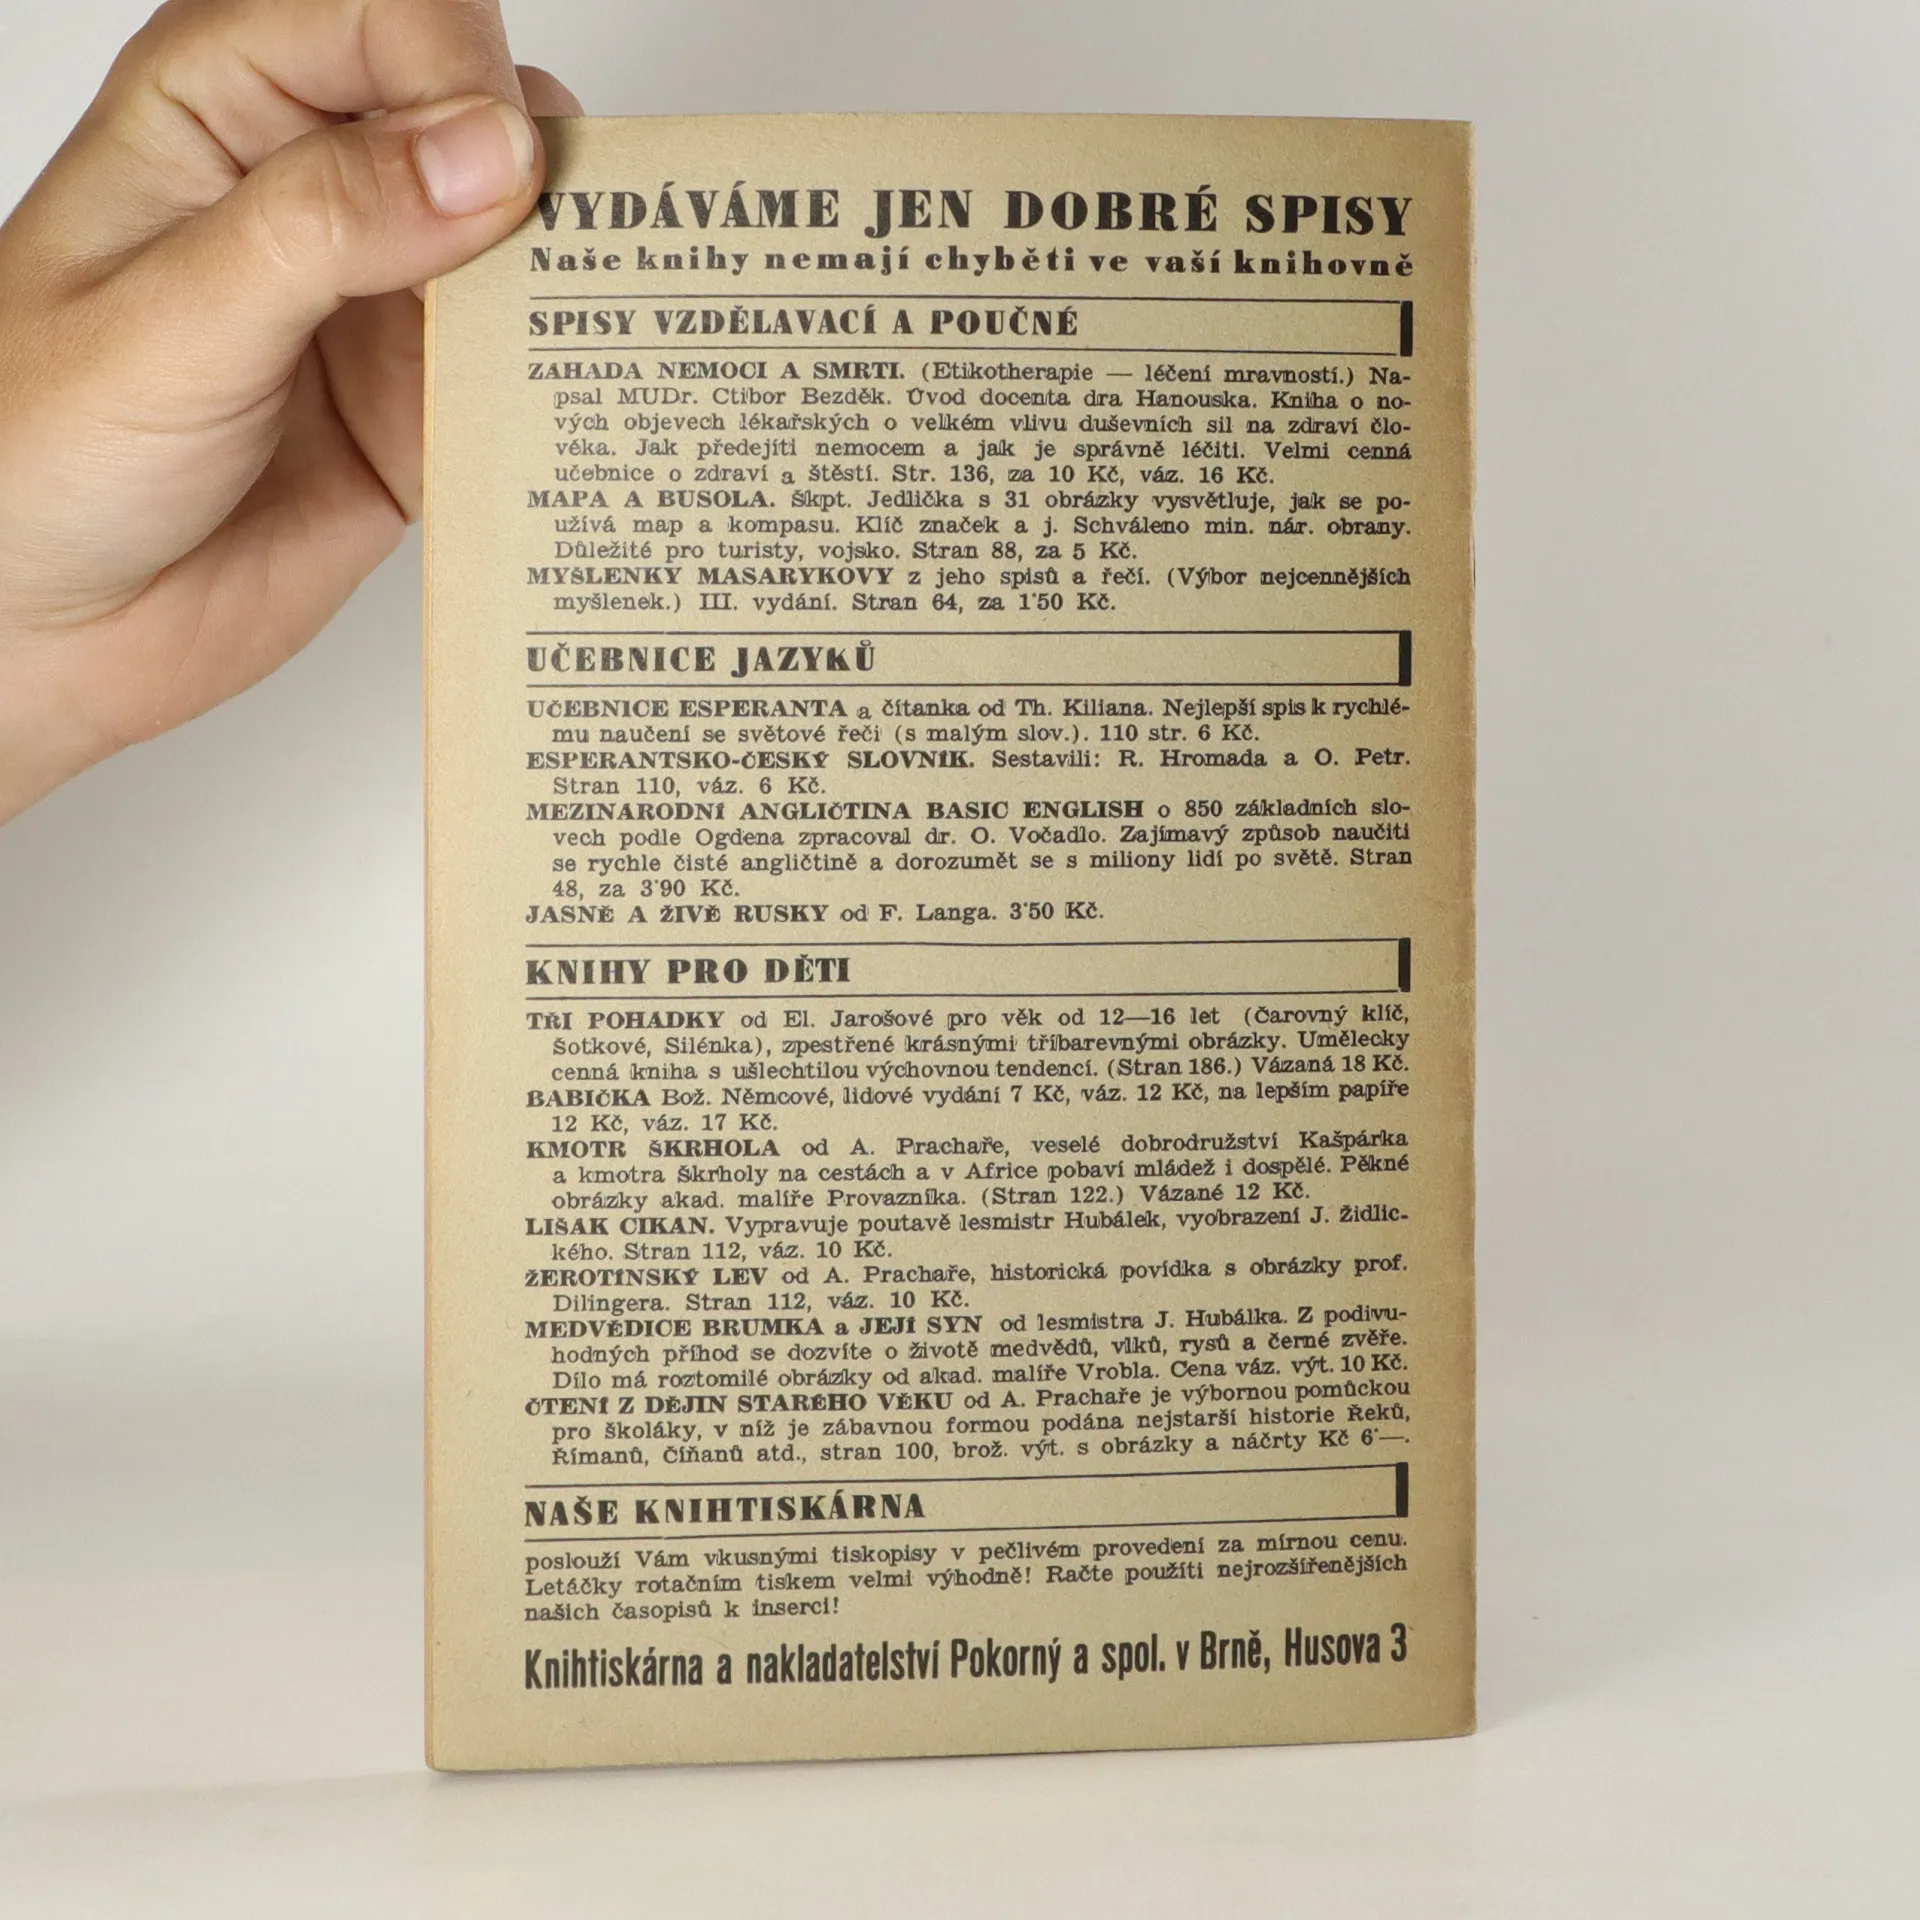 VYDÁVÁME JEN DOBRÉ SPISY
Naše knihy nemají chyběti ve vaší knihovně
SPISY VZDĚLAVACÍ A POUČNÉ
ZAHADA NEMOCI A SMRTI. (Etikotherapie — léčení mravností.) Na-
psal MUDr. Ctibor Bezděk. Úvod docenta dra Hanouska. Kniha o no-
vých objevech lékařských o velkém vlivu duševních sil na zdraví člo-
věka. Jak předejíti nemocem a jak je správně léčiti. Velmi cenná
učebnice o zdraví a štěstí. Str. 136, za 10 Kč, váz. 16 Kč.
MAPA A BUSOLA. Škpt. Jedlička s 31 obrázky vysvětluje, jak se po-
užívá map a kompasu. Klíč značek a j. Schváleno min. nár. obrany.
Důležité pro turisty, vojsko. Stran 88, za 5 Kč.
MYŠLENKY MASARYKOVY z jeho spisů a řečí. (Výbor nejcennějších
myšlenek.) III. vydání. Stran 64, za 1˙50 Kč.
UČEBNICE JAZYKŮ
UČEBNICE ESPERANTA a čítanka od Th. Kiliana. Nejlepší spis k rychlé-
mu naučení se světové řeči (s malým slov.). 110 str. 6 Kč.
ESPERANTSKO-ČESKÝ SLOVNÍK. Sestavili: R. Hromada a O. Petr.
Stran 110, váz. 6 Kč.
MEZINÁRODNÍ ANGLIČTINA BASIC ENGLISH o 850 základních slo-
vech podle Ogdena zpracoval dr. O. Vočadlo. Zajímavý způsob naučiti
se rychle čisté angličtině a dorozumět se s miliony lidí po světě. Stran
48, za 3˙90 Kč.
JASNĚ A ŽIVĚ RUSKY od F. Langa. 3˙50 Kč.
KNIHY PRO DĚTI
TŘI POHADKY od El. Jarošové pro věk od 12—16 let (Čarovný klíč,
Šotkové, Silénka), zpestřené krásnými tříbarevnými obrázky. Umělecky
cenná kniha s ušlechtilou výchovnou tendencí. (Stran 186.) Vázaná 18 Kč.
BABIČKA Bož. Němcové, lidové vydání 7 Kč, váz. 12 Kč, na lepším papíře
12 Kč, váz. 17 Kč.
KMOTR ŠKRHOLA od A. Prachaře, veselé dobrodružství Kašpárka
a kmotra Škrholy na cestách a v Africe pobaví mládež i dospělé. Pěkné
obrázky akad. malíře Provazníka. (Stran 122.) Vázané 12 Kč.
LIŠAK CIKAN. Vypravuje poutavě lesmistr Hubálek, vyobrazení J. Židlic-
kého. Stran 112, váz. 10 Kč.
ŽEROTÍNSKÝ LEV od A. Prachaře, historická povídka s obrázky prof.
Dilingera. Stran 112, váz. 10 Kč.
MEDVĚDICE BRUMKA a JEJÍ SYN od lesmistra J. Hubálka. Z podivu-
hodných příhod se dozvíte o životě medvědů, vlků, rysů a černé zvěře.
Dílo má roztomilé obrázky od akad. malíře Vrobla. Cena váz. výt. 10 Kč.
ČTENÍ Z DĚJIN STARÉHO VĚKU od A. Prachaře je výbornou pomůckou
pro školáky, v níž je zábavnou formou podána nejstarší historie Řeků,
Římanů, Číňanů atd., stran 100, brož. výt. s obrázky a náčrty Kč 6˙—.
NAŠE KNIHTISKÁRNA
poslouží Vám vkusnými tiskopisy v pečlivém provedení za mírnou cenu.
Letáčky rotačním tiskem velmi výhodně! Račte použíti nejrozšířenějších
našich časopisů k inserci!
Knihtiskárna a nakladatelství Pokorný a spol. v Brně, Husova 3